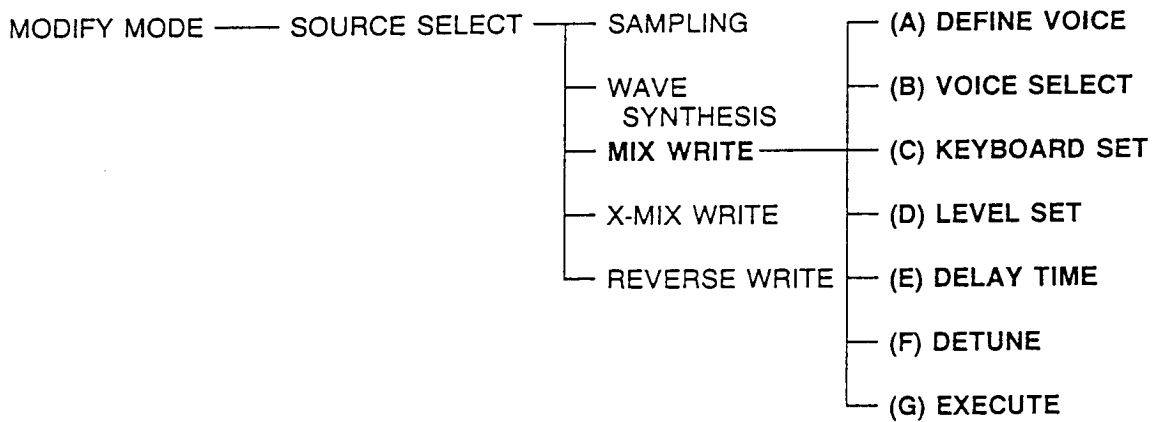 MODIFY MODE SOURCE SELECT SAMPLING (A) DEFINE VOICE
WAVE (B) VOICE SELECT
SYNTHESIS
MIX WRITE (C) KEYBOARD SET
X-MIX WRITE (D) LEVEL SET
REVERSE WRITE (E) DELAY TIME
(F) DETUNE
(G) EXECUTE